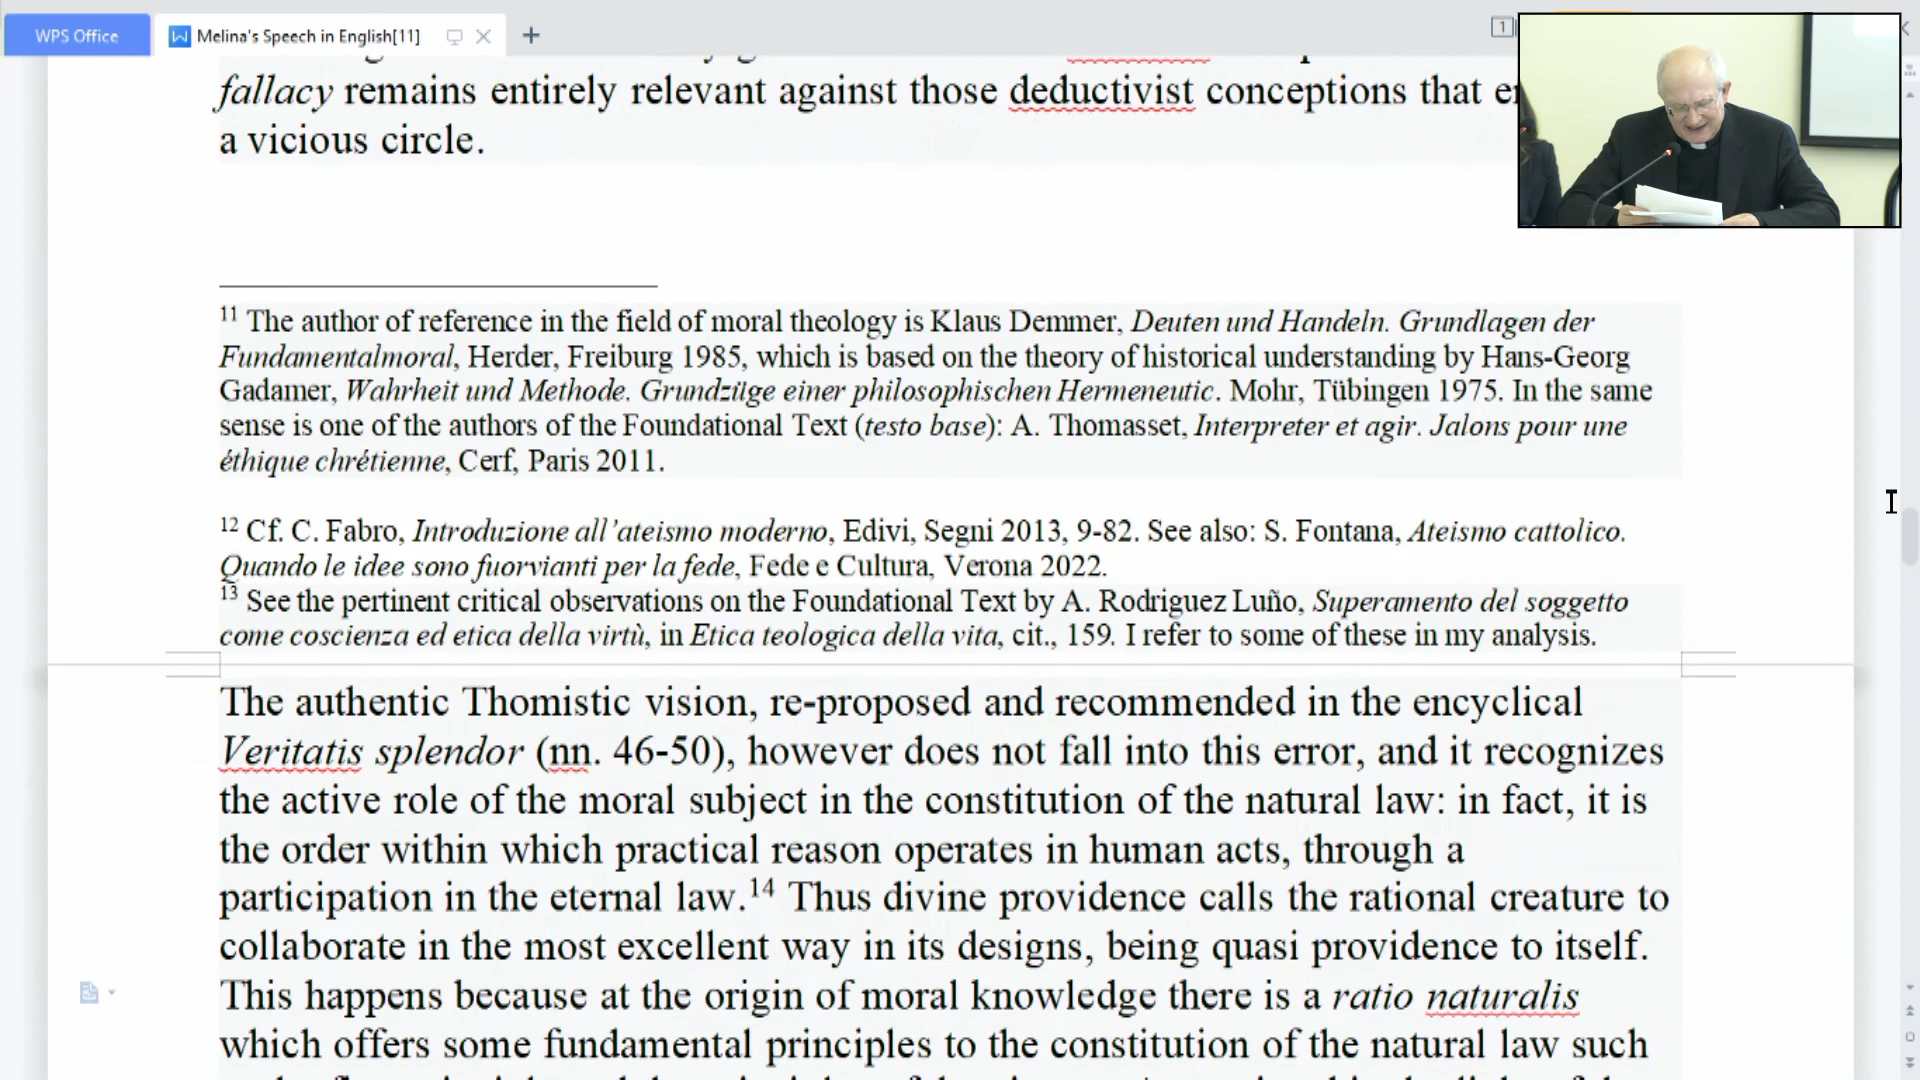 WPS Office
Melina's Speech in English[11]
1
fallacy remains entirely relevant against those deductivist conceptions that
a vicious circle.
11 The author of reference in the field of moral theology is Klaus Demmer, Deuten und Handeln. Grundlagen der
Fundamentalmoral, Herder, Freiburg 1985, which is based on the theory of historical understanding by Hans-Georg
Gadamer, Wahrheit und Methode. Grundzüge einer philosophischen Hermeneutic. Mohr, Tübingen 1975. In the same
sense is one of the authors of the Foundational Text (testo base): A. Thomasset, Interpreter et agir. Jalons pour une
éthique chrétienne, Cerf, Paris 2011.
12 Cf. C. Fabro, Introduzione all’ateismo moderno, Edivi, Segni 2013, 9-82. See also: S. Fontana, Ateismo cattolico.
Quando le idee sono fuorvianti per la fede, Fede e Cultura, Verona 2022.
13 See the pertinent critical observations on the Foundational Text by A. Rodriguez Luño, Superamento del soggetto
come coscienza ed etica della virtù, in Etica teologica della vita, cit., 159. I refer to some of these in my analysis.
The authentic Thomistic vision, re-proposed and recommended in the encyclical
Veritatis splendor (nn. 46-50), however does not fall into this error, and it recognizes
the active role of the moral subject in the constitution of the natural law: in fact, it is
the order within which practical reason operates in human acts, through a
participation in the eternal law.14 Thus divine providence calls the rational creature to
collaborate in the most excellent way in its designs, being quasi providence to itself.
This happens because at the origin of moral knowledge there is a ratio naturalis
which offers some fundamental principles to the constitution of the natural law such